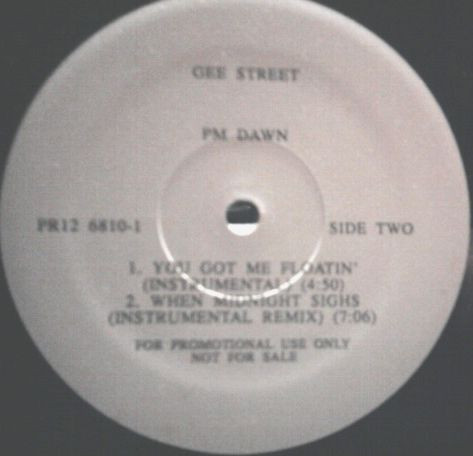 GEE STREET
PM DAWN
PR12 6810-1
SIDE TWO
1. YOU GOT ME FLOATIN'
(INSTRUMENTAL) (4:50)
2. WHEN MIDNIGHT SIGHS
(INSTRUMENTAL REMIX) (7:06)
FOR PROMOTIONAL USE ONLY
NOT FOR SALE